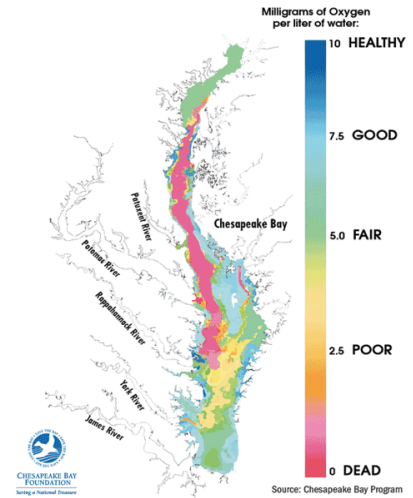 Milligrams of Oxygen
per liter of water:
10 HEALTHY
7.5 GOOD
5.0 FAIR
2.5 POOR
0 DEAD
Chesapeake Bay
Patuxent River
Potomac River
Rappahannock River
York River
James River
CHESAPEAKE BAY
FOUNDATION
Saving a National Treasure
Source: Chesapeake Bay Program